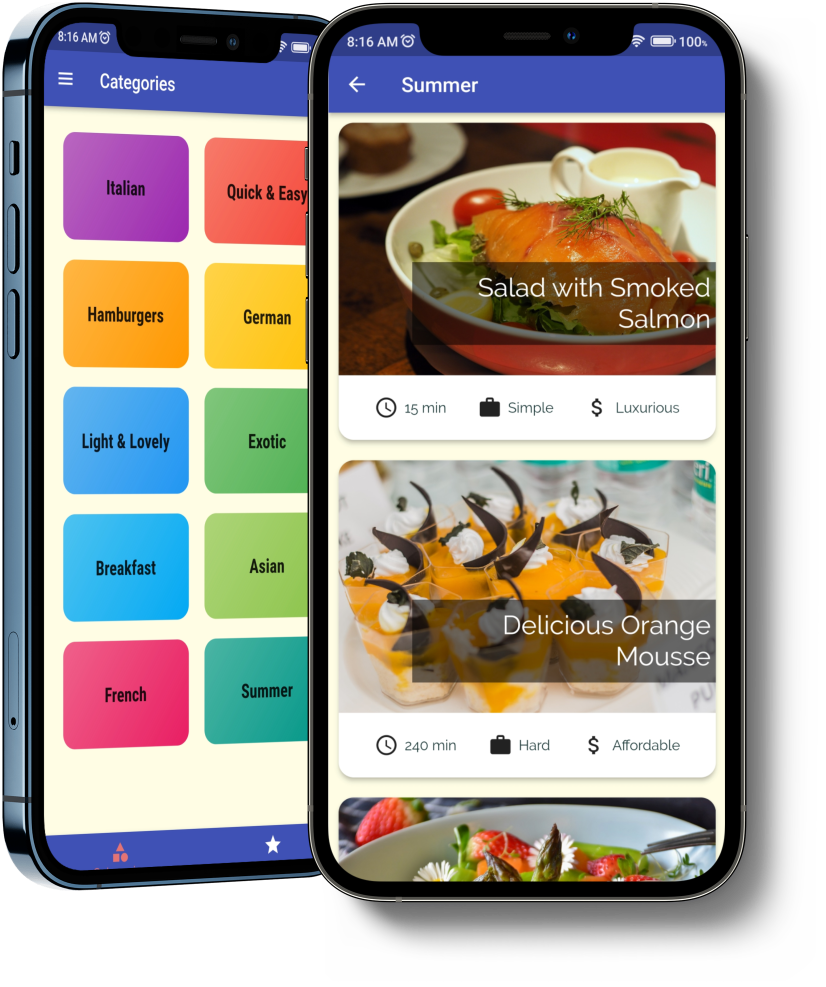 8:16 AM
Categories
Italian
Quick & Easy
Hamburgers
German
Light & Lovely
Exotic
Breakfast
Asian
French
Summer
8:16 AM
100%
Summer
Salad with Smoked
Salmon
15 min
Simple
Luxurious
Delicious Orange
Mousse
240 min
Hard
Affordable